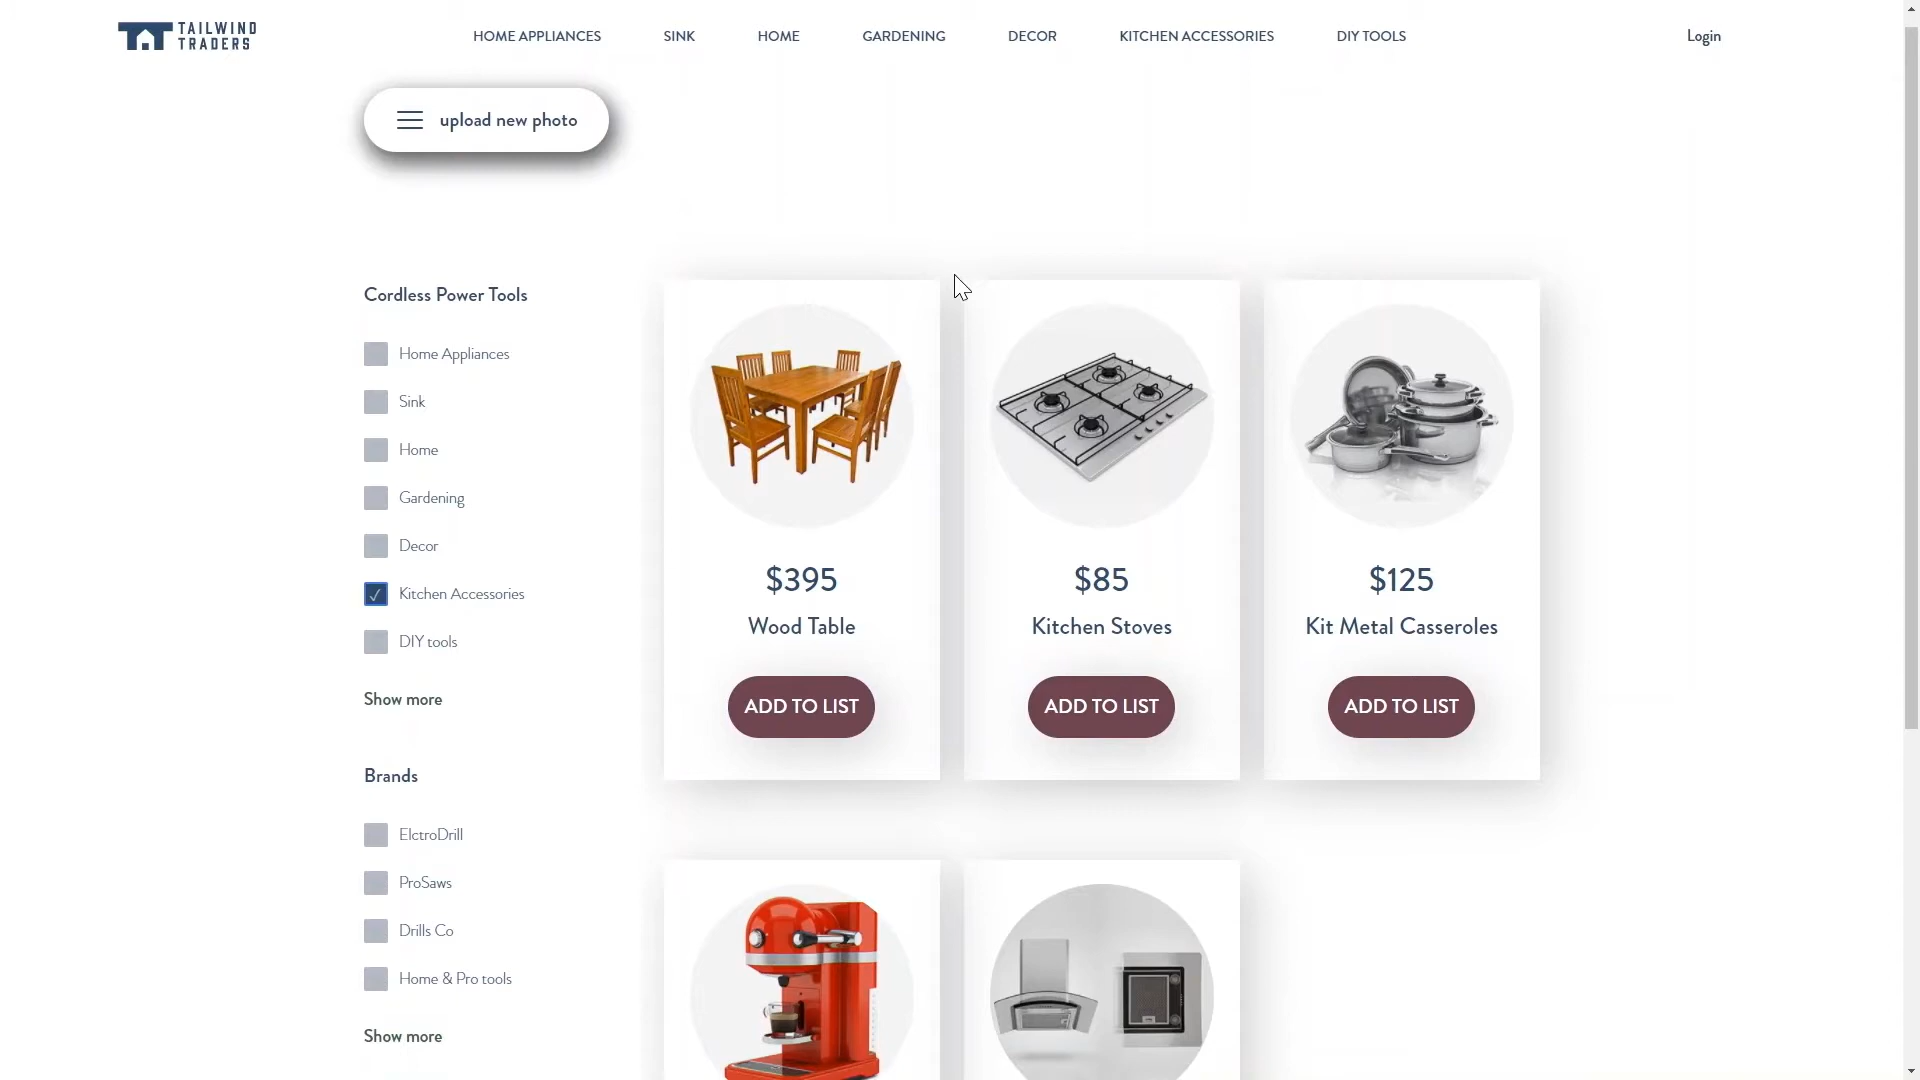 TAILWIND
TRADERS
HOME APPLIANCES
SINK
HOME
GARDENING
DECOR
KITCHEN ACCESSORIES
DIY TOOLS
Login
upload new photo
Cordless Power Tools
Home Appliances
Sink
Home
Gardening
Decor
Kitchen Accessories
DIY tools
Show more
Brands
ElctroDrill
ProSaws
Drills Co
Home & Pro tools
Show more
$395
Wood Table
ADD TO LIST
$85
Kitchen Stoves
ADD TO LIST
$125
Kit Metal Casseroles
ADD TO LIST